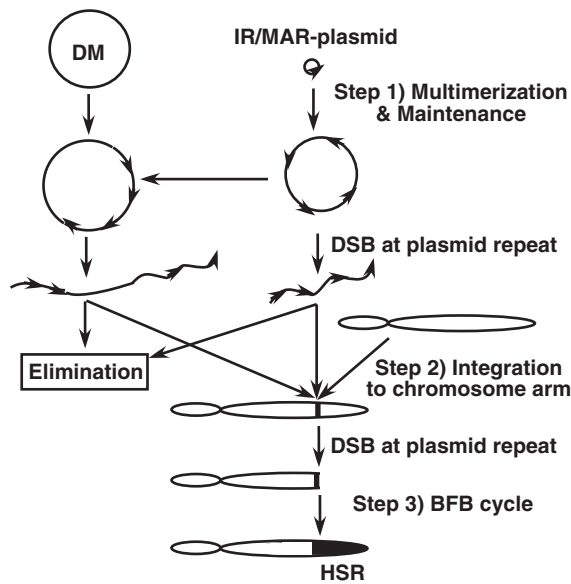 DM
IR/MAR-plasmid
Step 1) Multimerization
& Maintenance
DSB at plasmid repeat
Elimination
Step 2) Integration
to chromosome arm
DSB at plasmid repeat
Step 3) BFB cycle
HSR